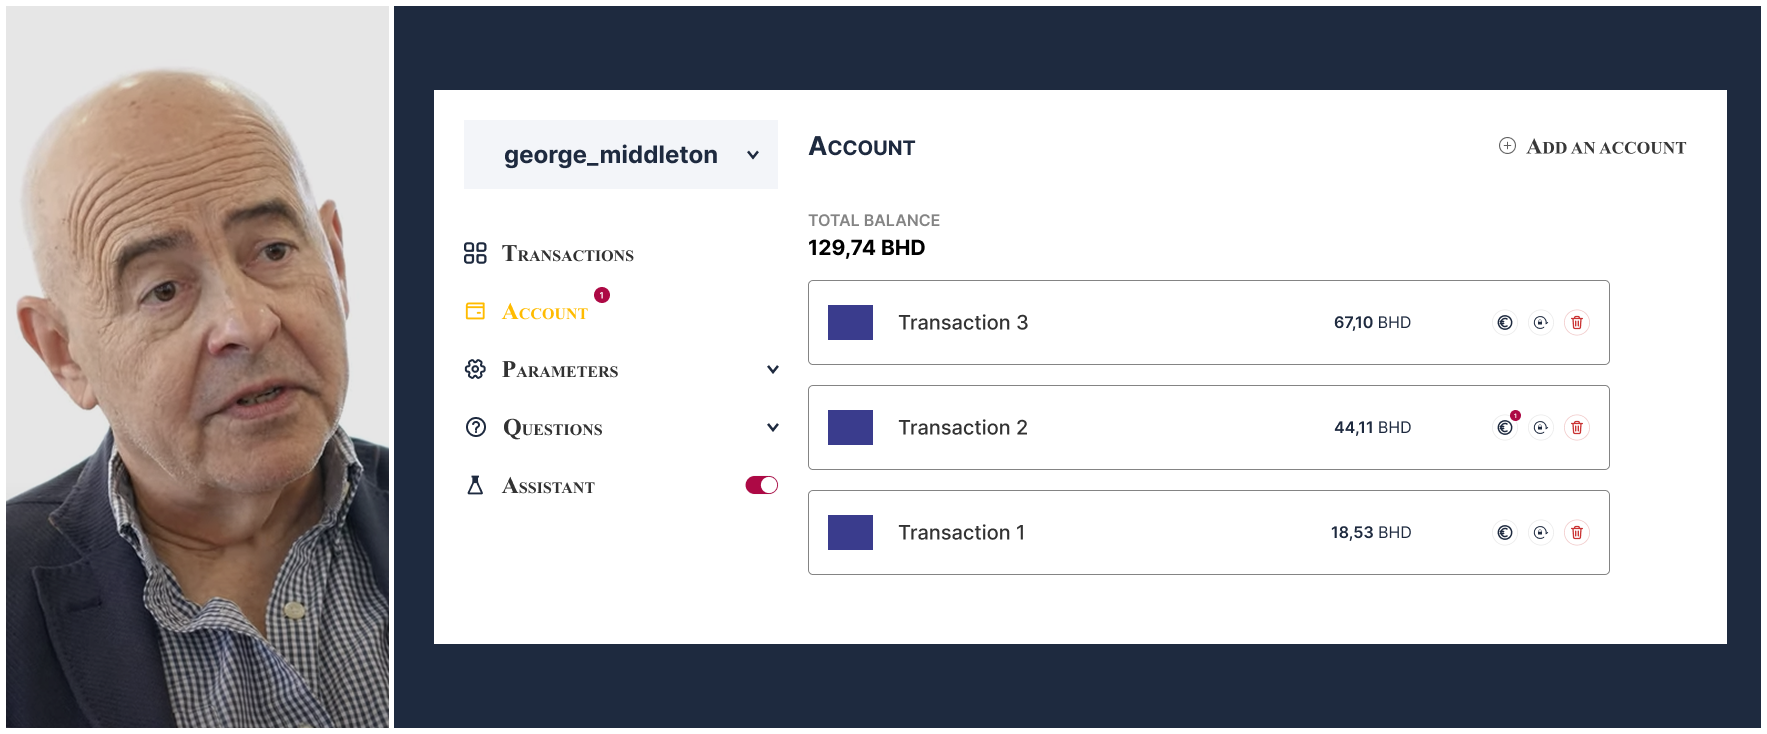 george_middleton
Transactions
Account
1
Parameters
Questions
Assistant
Account
Add an account
TOTAL BALANCE
129,74 BHD
Transaction 3
67,10 BHD
Transaction 2
44,11 BHD
1
Transaction 1
18,53 BHD